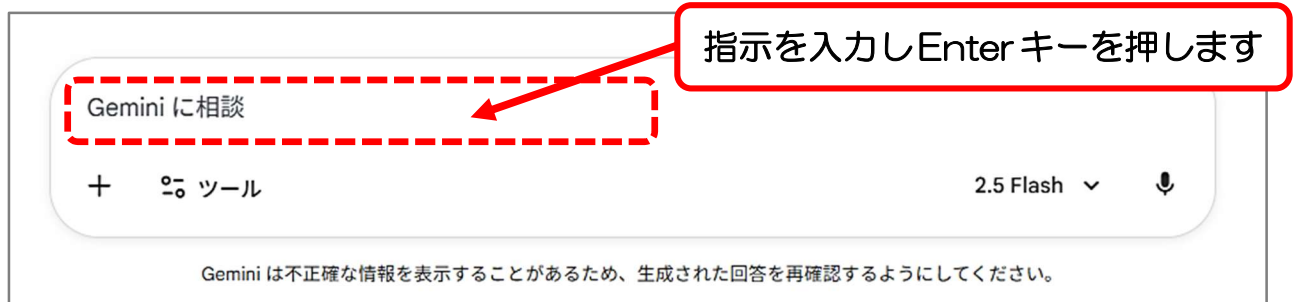 指示を入力しEnterキーを押します
Gemini に相談
ツール
2.5 Flash
Gemini は不正確な情報を表示することがあるため、生成された回答を再確認するようにしてください。